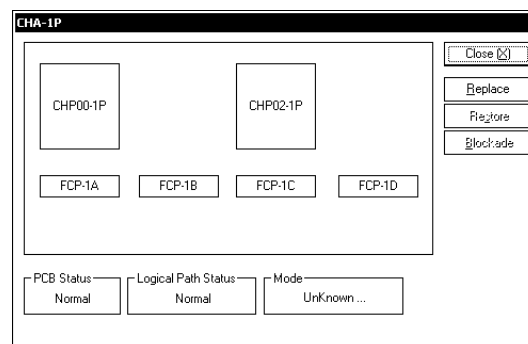 CHA-1P
Close (X)
CHP00-1P
CHP02-1P
Replace
Restore
Blockade
FCP-1A
FCP-1B
FCP-1C
FCP-1D
PCB Status
Normal
Logical Path Status
Normal
Mode
UnKnown ...